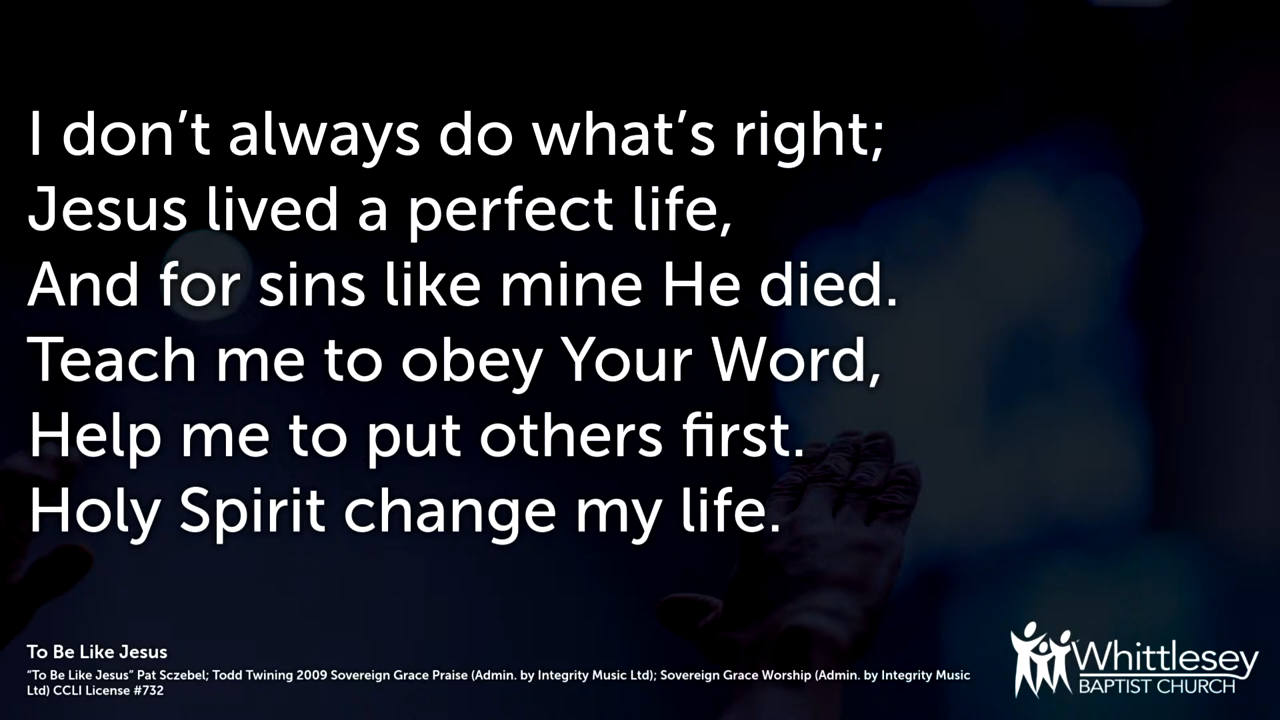 I don’t always do what’s right;
Jesus lived a perfect life,
And for sins like mine He died.
Teach me to obey Your Word,
Help me to put others first.
Holy Spirit change my life.
To Be Like Jesus
“To Be Like Jesus” Pat Sczebel; Todd Twining 2009 Sovereign Grace Praise (Admin. by Integrity Music Ltd); Sovereign Grace Worship (Admin. by Integrity Music
Ltd) CCLI License #732
Whittlesey
BAPTIST CHURCH